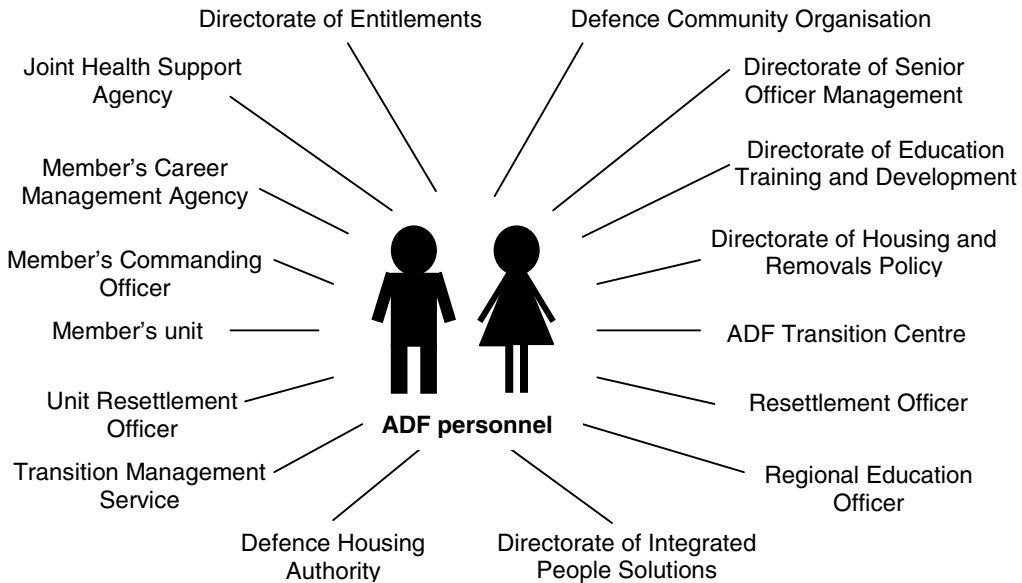 Directorate of Entitlements
Defence Community Organisation
Joint Health Support
Agency
Directorate of Senior
Officer Management
Member’s Career
Management Agency
Directorate of Education
Training and Development
Member’s Commanding
Officer
Directorate of Housing and
Removals Policy
Member’s unit
ADF Transition Centre
Unit Resettlement
Officer
Resettlement Officer
ADF personnel
Transition Management
Service
Regional Education
Officer
Defence Housing
Authority
Directorate of Integrated
People Solutions